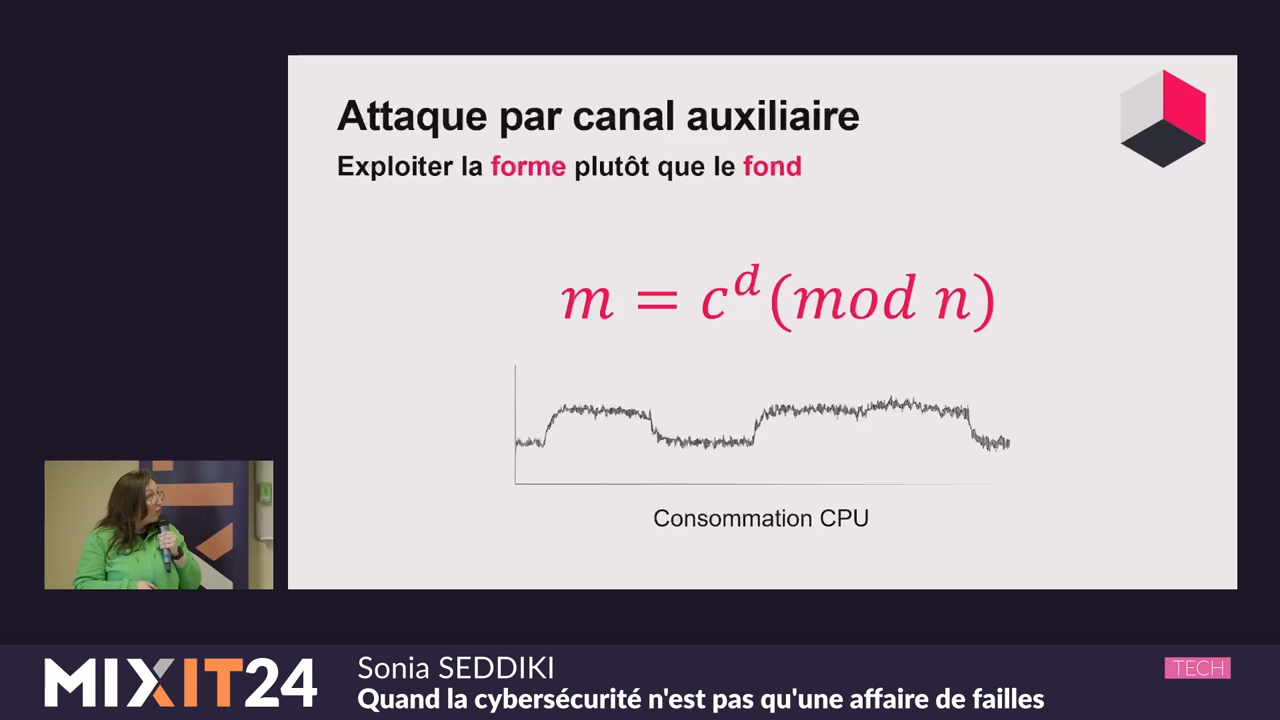 Attaque par canal auxiliaire
Exploiter la forme plutôt que le fond
m = c^d (mod n)
Consommation CPU
MIXIT24
Sonia SEDDIKI
TECH
Quand la cybersécurité n'est pas qu'une affaire de failles